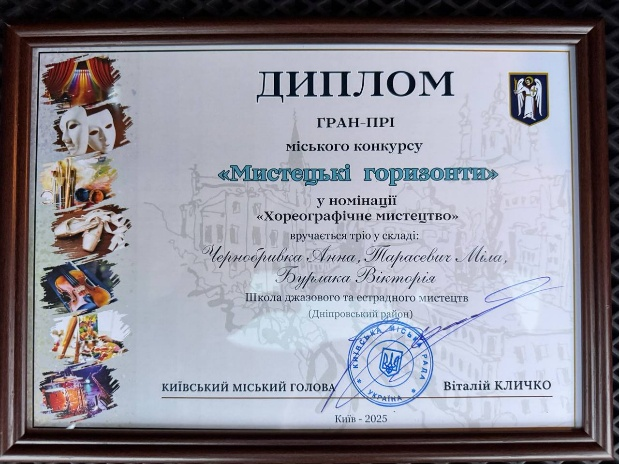 ДИПЛОМ
ГРАН-ПРІ
міського конкурсу
«Мистецькі горизонти»
у номінації
«Хореографічне мистецтво»
вручається тріо у складі:
Чернобривка Анна, Тарасевич Міла,
Бурлака Вікторія
Школа джазового та естрадного мистецтв
(Дніпровський район)
КИЇВСЬКА МІСЬКА РАДА
УКРАЇНА
КИЇВСЬКИЙ МІСЬКИЙ ГОЛОВА Віталій КЛИЧКО
Київ - 2025